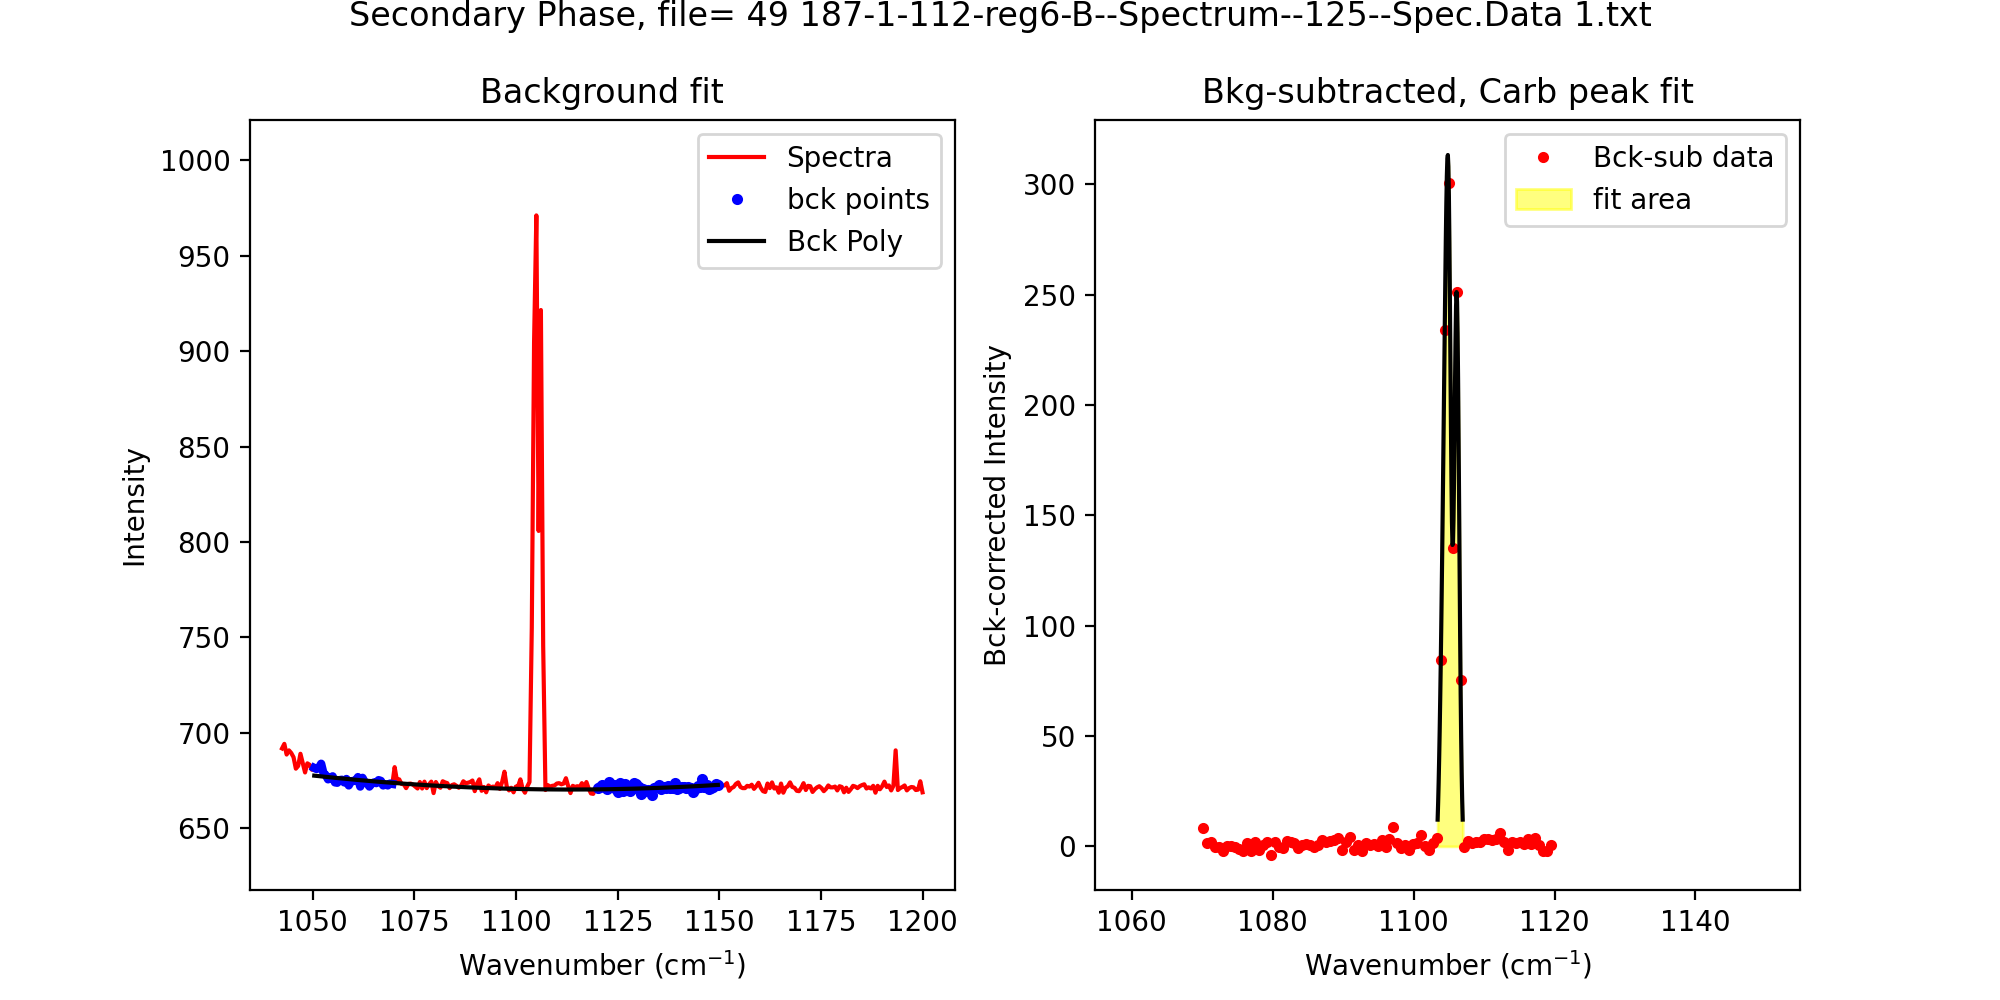 Secondary Phase, file= 49 187-1-112-reg6-B--Spectrum--125--Spec.Data 1.txt
Background fit
1000
950
900
850
800
750
700
650
Intensity
Spectra
bck points
Bck Poly
1050 1075 1100 1125 1150 1175 1200
Wavenumber (cm⁻¹)
Bkg-subtracted, Carb peak fit
300
250
200
150
100
50
0
Bck-corrected Intensity
Bck-sub data
fit area
1060 1080 1100 1120 1140
Wavenumber (cm⁻¹)